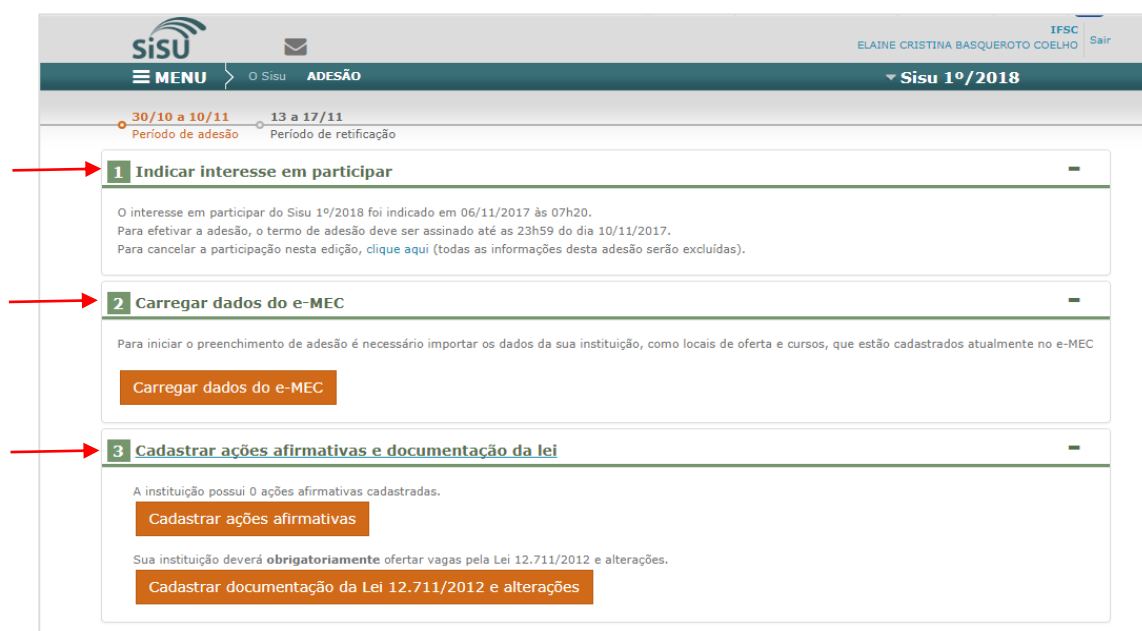 sisu
IFSC
ELAINE CRISTINA BASQUEROTO COELHO
Sair
MENU
O Sisu ADESÃO
Sisu 1º/2018
30/10 a 10/11
Período de adesão
13 a 17/11
Período de retificação
1 Indicar interesse em participar
O interesse em participar do Sisu 1º/2018 foi indicado em 06/11/2017 às 07h20.
Para efetivar a adesão, o termo de adesão deve ser assinado até as 23h59 do dia 10/11/2017.
Para cancelar a participação nesta edição, clique aqui (todas as informações desta adesão serão excluídas).
2 Carregar dados do e-MEC
Para iniciar o preenchimento de adesão é necessário importar os dados da sua instituição, como locais de oferta e cursos, que estão cadastrados atualmente no e-MEC
Carregar dados do e-MEC
3 Cadastrar ações afirmativas e documentação da lei
A instituição possui 0 ações afirmativas cadastradas.
Cadastrar ações afirmativas
Sua instituição deverá obrigatoriamente ofertar vagas pela Lei 12.711/2012 e alterações.
Cadastrar documentação da Lei 12.711/2012 e alterações